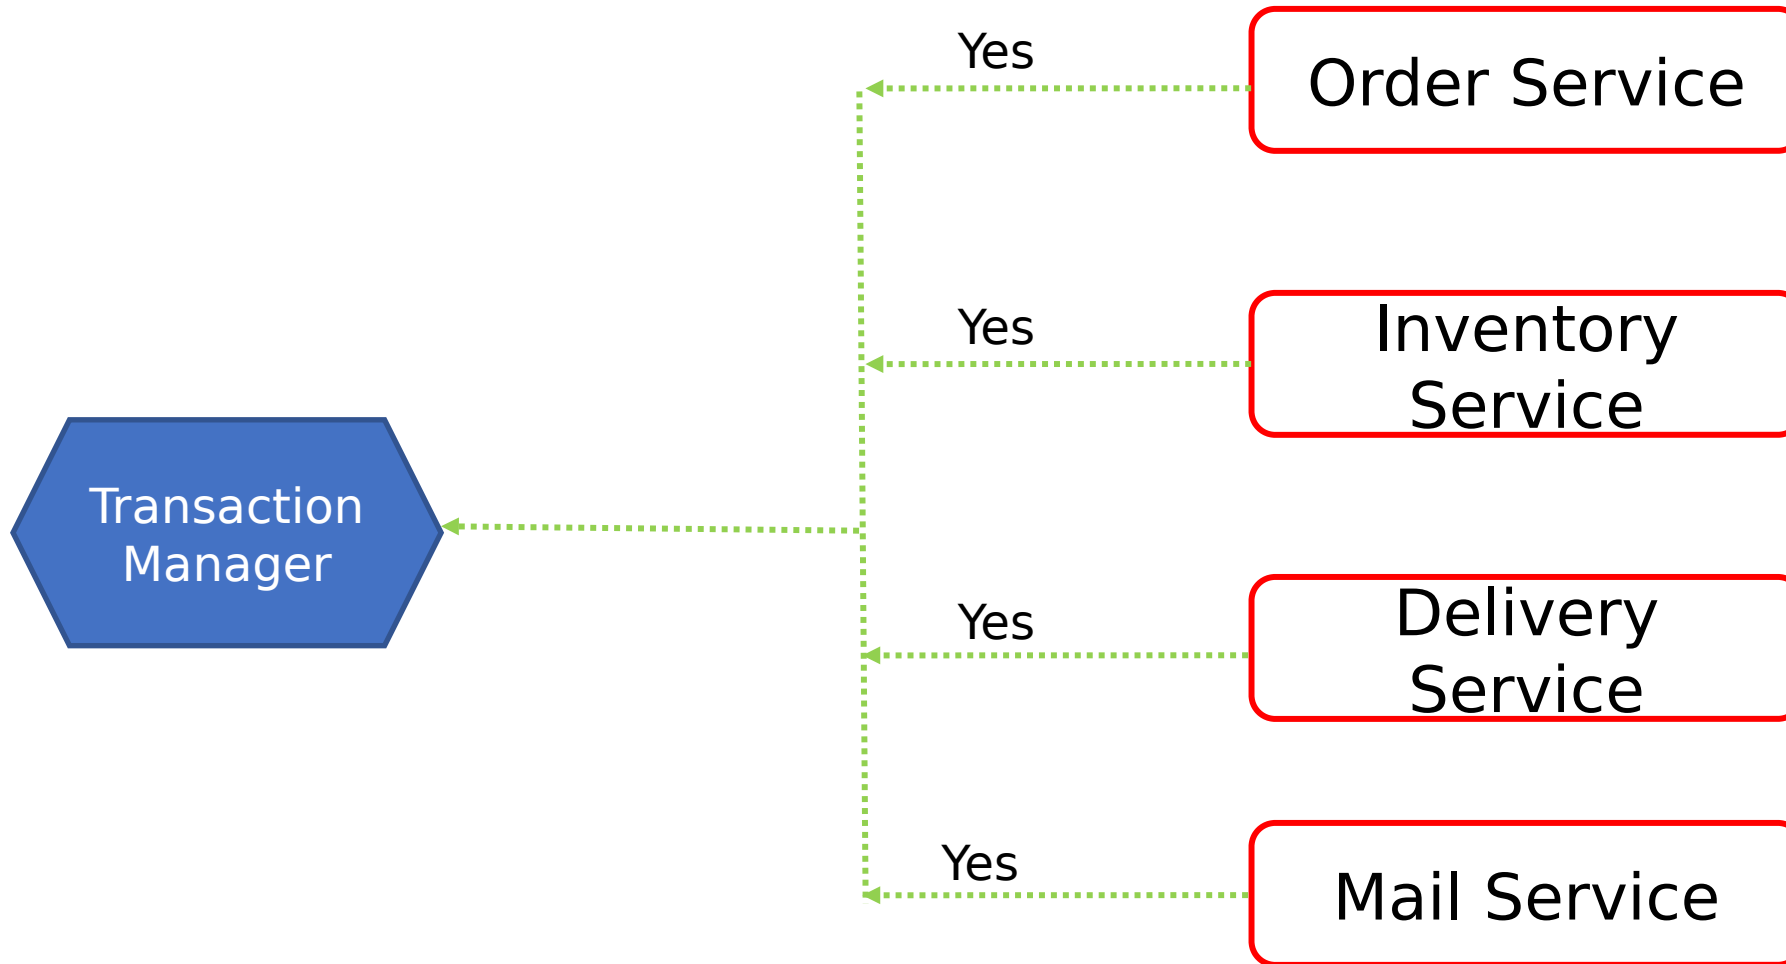 Yes
Order Service
Yes
Inventory
Service
Transaction
Manager
Yes
Delivery
Service
Yes
Mail Service